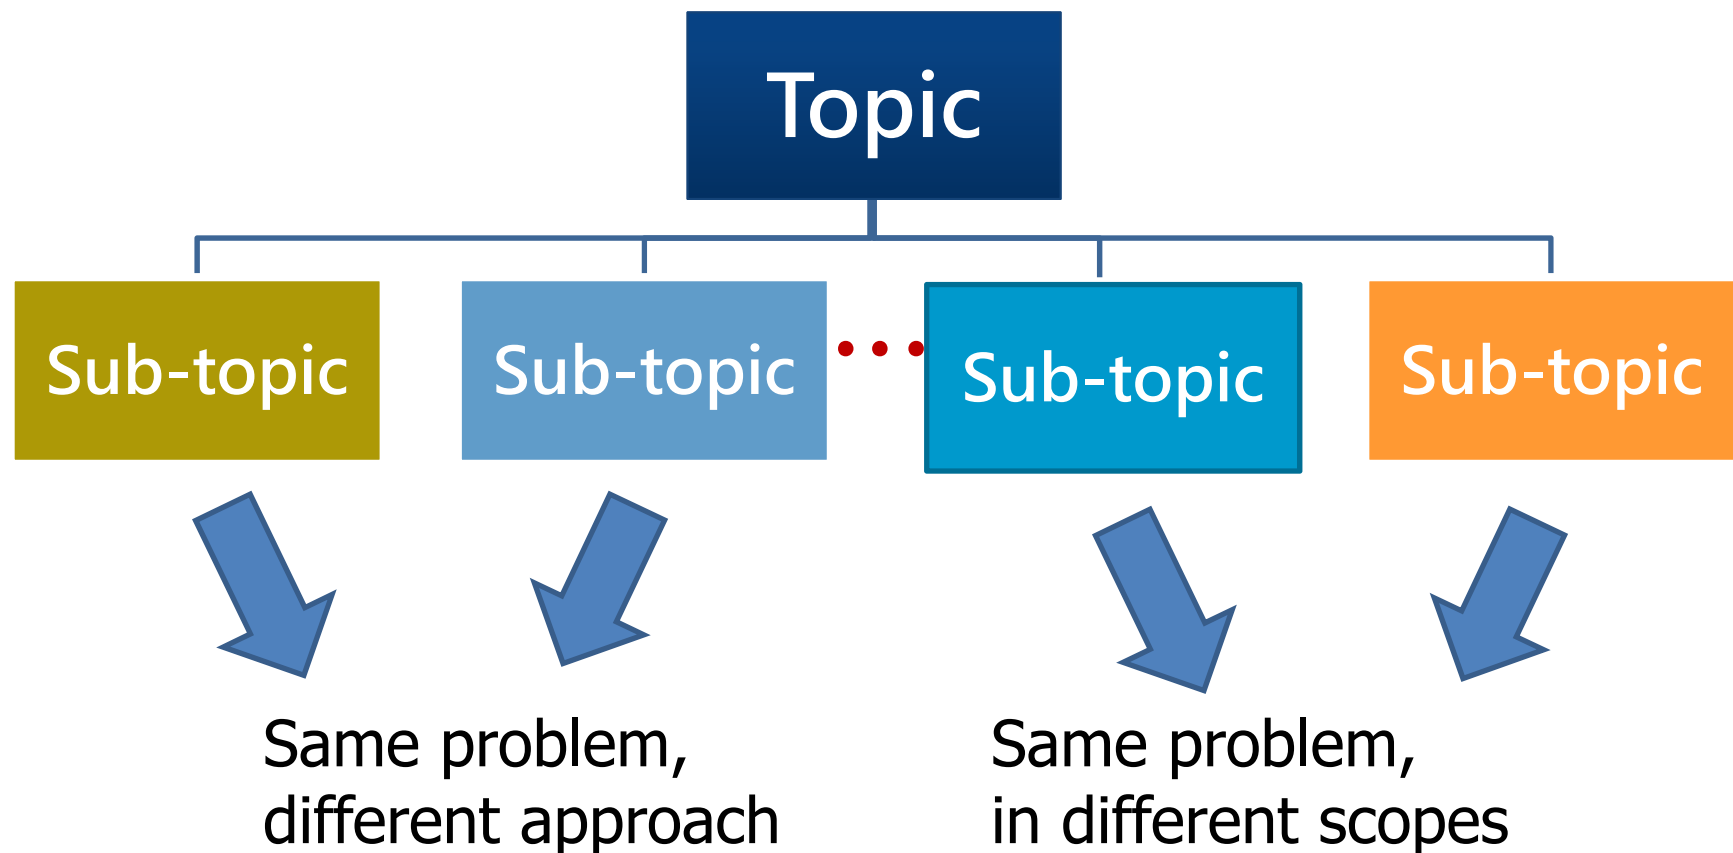 Topic
Sub-topic
Sub-topic
Sub-topic
Sub-topic
Same problem,
different approach
Same problem,
in different scopes